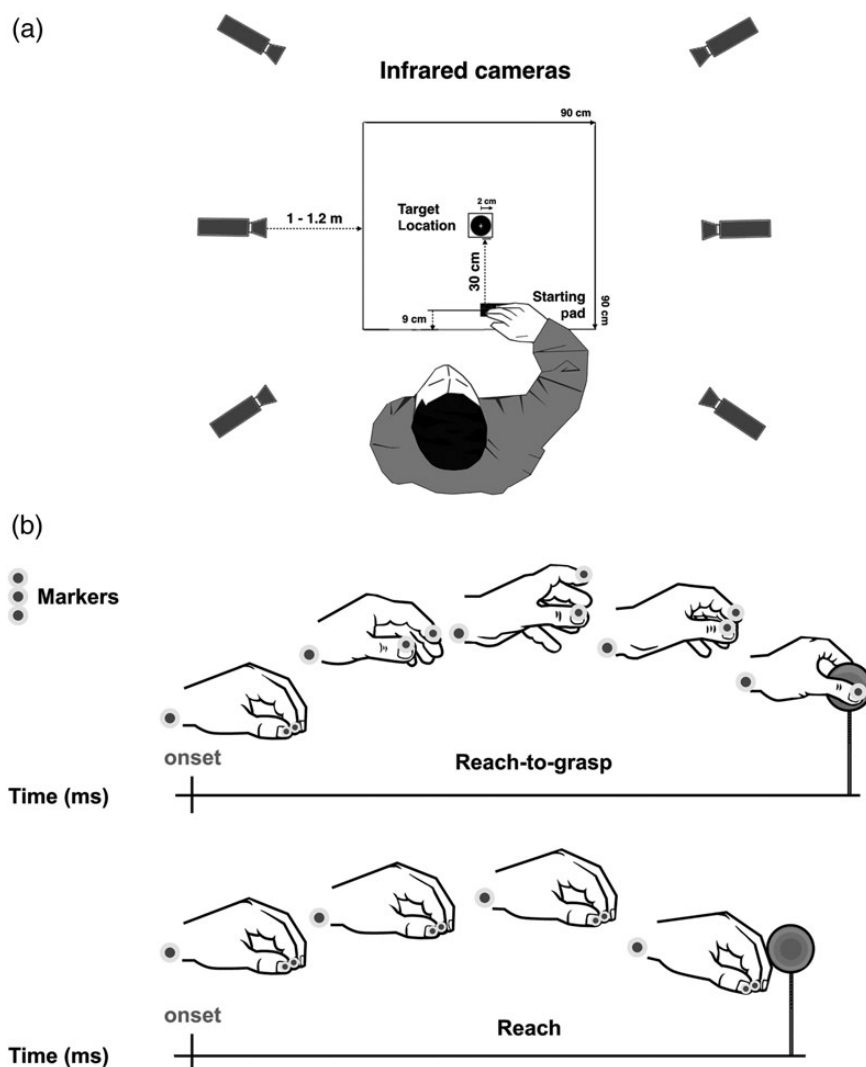 (a)
Infrared cameras
90 cm
2 cm
1 - 1.2 m
Target
Location
30 cm
Starting
pad
9 cm
90 cm
(b)
Markers
onset
Reach-to-grasp
Time (ms)
onset
Reach
Time (ms)